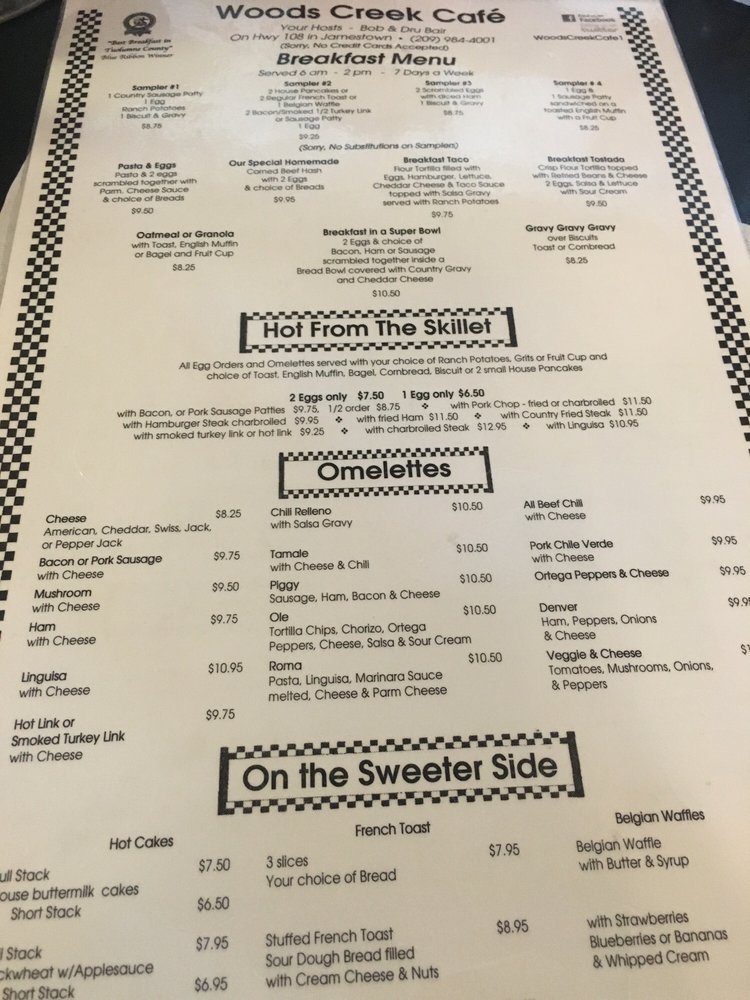 Woods Creek Café
Your Hosts - Bob & Dru Bair
On Hwy 108 in Jamestown • (209) 984-4001
(Sorry, No Credit Cards Accepted)
"Best Breakfast in
Tuolumne County"
Blue Ribbon Winner
Facebook
WoodsCreekCafe1
Breakfast Menu
Served 6 am - 2 pm - 7 Days a Week
Sampler #1
1 Country Sausage Patty
1 Egg
Ranch Potatoes
1 Biscuit & Gravy
$8.75
Sampler #2
2 House Pancakes or
2 Regular French Toast or
1 Belgian Waffle
2 Bacon/Smoked 1/2 Turkey Link
or Sausage Patty
1 Egg
$9.25
Sampler #3
2 Scrambled Eggs
with diced Ham
1 Biscuit & Gravy
$8.75
Sampler # 4
1 Egg &
1 Sausage Patty
sandwiched on a
toasted English Muffin
with a Fruit Cup
$8.25
(Sorry, No Substitutions on Samplers)
Pasta & Eggs
Pasta & 2 eggs
scrambled together with
Parm. Cheese Sauce
& choice of Breads
$9.50
Our Special Homemade
Corned Beef Hash
with 2 Eggs
& choice of Breads
$9.95
Breakfast Taco
Flour Tortilla filled with
Eggs, Hamburger, Lettuce,
Cheddar Cheese & Taco Sauce
topped with Salsa Gravy
served with Ranch Potatoes
$9.75
Breakfast Tostada
Crisp Flour Tortilla topped
with Refried Beans & Cheese
2 Eggs, Salsa & Lettuce
with Sour Cream
$9.50
Oatmeal or Granola
with Toast, English Muffin
or Bagel and Fruit Cup
$8.25
Breakfast in a Super Bowl
2 Eggs & choice of
Bacon, Ham or Sausage
scrambled together inside a
Bread Bowl covered with Country Gravy
and Cheddar Cheese
$10.50
Gravy Gravy Gravy
over Biscuits
Toast or Cornbread
$8.25
Hot From The Skillet
All Egg Orders and Omelettes served with your choice of Ranch Potatoes, Grits or Fruit Cup and
choice of Toast, English Muffin, Bagel, Cornbread, Biscuit or 2 small House Pancakes
2 Eggs only $7.50 1 Egg only $6.50
with Bacon, or Pork Sausage Patties $9.75, 1/2 order $8.75 ❖ with Pork Chop - fried or charbroiled $11.50
with Hamburger Steak charbroiled $9.95 ❖ with fried Ham $11.50 ❖ with Country Fried Steak $11.50
with smoked turkey link or hot link $9.25 ❖ with charbroiled Steak $12.95 ❖ with Linguisa $10.95
Omelettes
Cheese $8.25
American, Cheddar, Swiss, Jack,
or Pepper Jack
Bacon or Pork Sausage $9.75
with Cheese
Mushroom $9.50
with Cheese
Ham $9.75
with Cheese
Linguisa $10.95
with Cheese
Hot Link or $9.75
Smoked Turkey Link
with Cheese
Chili Relleno $10.50
with Salsa Gravy
Tamale $10.50
with Cheese & Chili
Piggy $10.50
Sausage, Ham, Bacon & Cheese
Ole $10.50
Tortilla Chips, Chorizo, Ortega
Peppers, Cheese, Salsa & Sour Cream
Roma $10.50
Pasta, Linguisa, Marinara Sauce
melted, Cheese & Parm Cheese
All Beef Chili $9.95
with Cheese
Pork Chile Verde $9.95
with Cheese
Ortega Peppers & Cheese $9.95
Denver $9.9
Ham, Peppers, Onions
& Cheese
Veggie & Cheese
Tomatoes, Mushrooms, Onions,
& Peppers
On the Sweeter Side
Hot Cakes
ull Stack $7.50
ouse buttermilk cakes
Short Stack $6.50
l Stack $7.95
ckwheat w/Applesauce
Short Stack $6.95
French Toast
3 slices $7.95
Your choice of Bread
Stuffed French Toast $8.95
Sour Dough Bread filled
with Cream Cheese & Nuts
Belgian Waffles
Belgian Waffle
with Butter & Syrup
with Strawberries
Blueberries or Bananas
& Whipped Cream